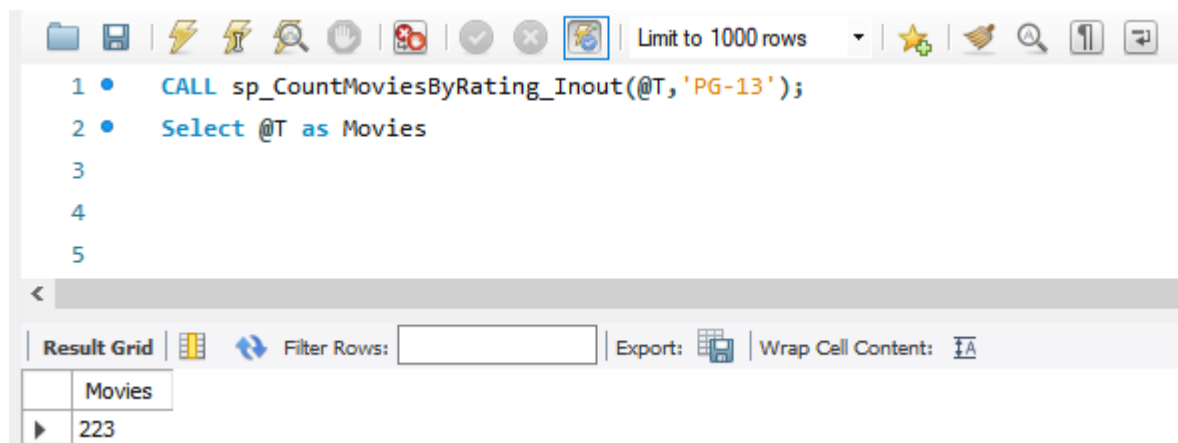 Limit to 1000 rows
1 CALL sp_CountMoviesByRating_Inout(@T,'PG-13');
2 Select @T as Movies
3
4
5
Result Grid Filter Rows: Export: Wrap Cell Content: IA
Movies
223